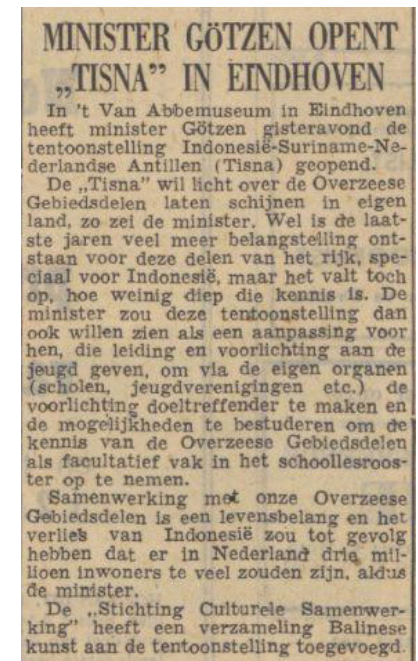 MINISTER GÖTZEN OPENT
„TISNA” IN EINDHOVEN
In 't Van Abbemuseum in Eindhoven
heeft minister Götzen gisteravond de
tentoonstelling Indonesië-Suriname-Ne-
derlandse Antillen (Tisna) geopend.
De „Tisna” wil licht over de Overzeese
Gebiedsdelen laten schijnen in eigen
land, zo zei de minister. Wel is de laat-
ste jaren veel meer belangstelling ont-
staan voor deze delen van het rijk, spe-
ciaal voor Indonesië, maar het valt toch
op, hoe weinig diep die kennis is. De
minister zou deze tentoonstelling dan
ook willen zien als een aanpassing voor
hen, die leiding en voorlichting aan de
jeugd geven, om via de eigen organen
(scholen, jeugdverenigingen etc.) de
voorlichting doeltreffender te maken en
de mogelijkheden te bestuderen om de
kennis van de Overzeese Gebiedsdelen
als facultatief vak in het schoollesroos-
ter op te nemen.
Samenwerking met onze Overzeese
Gebiedsdelen is een levensbelang en het
verlies van Indonesië zou tot gevolg
hebben dat er in Nederland drie mil-
lioen inwoners te veel zouden zijn, aldus
de minister.
De „Stichting Culturele Samenwer-
king” heeft een verzameling Balinese
kunst aan de tentoonstelling toegevoegd.